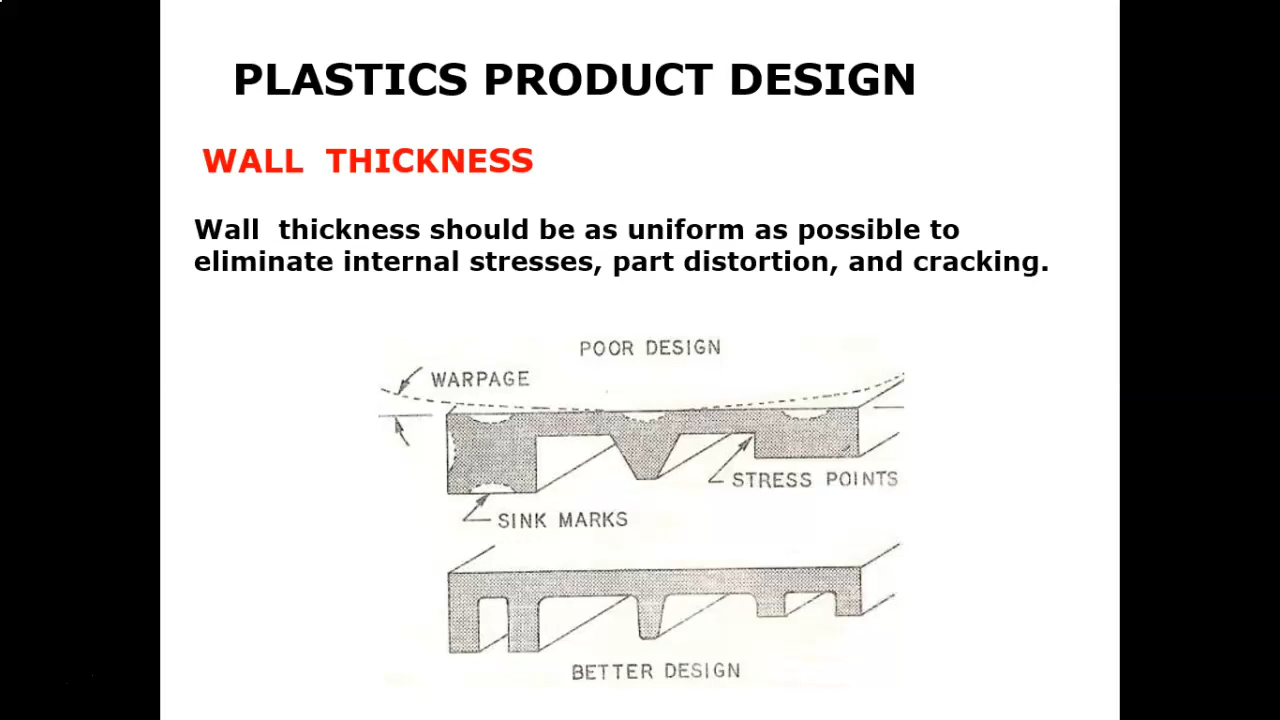 PLASTICS PRODUCT DESIGN
WALL THICKNESS
Wall thickness should be as uniform as possible to
eliminate internal stresses, part distortion, and cracking.
POOR DESIGN
WARPAGE
STRESS POINTS
SINK MARKS
BETTER DESIGN